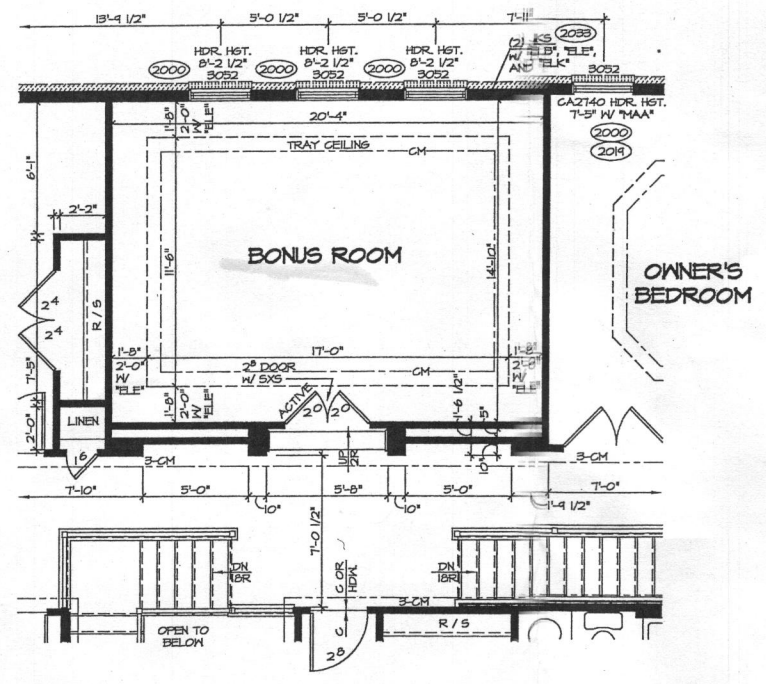 13'-9 1/2"
5'-0 1/2"
5'-0 1/2"
7'-11"
2033
W/ "ELB", "ELE",
AND "ELK"
HDR. HGT.
8'-2 1/2"
3052
HDR. HGT.
8'-2 1/2"
3052
HDR. HGT.
8'-2 1/2"
3052
2000
2000
2000
3052
CA2740 HDR. HGT.
7'-5" W/ "MAA"
2000
2019
20'-4"
1'-8"
2'-0"
W/
"ELE"
TRAY CEILING
CM
6'-1"
2'-2"
11'-6"
14'-10"
BONUS ROOM
OWNER'S
BEDROOM
R / S
2⁴
2⁴
7'-5"
1'-8"
2'-0"
W/
"ELE"
17'-0"
1'-8"
2'-0"
W/
"ELE"
2⁸ DOOR
W/ SXS
CM
1'-8"
2'-0"
W/
"ELE"
ACTIVE
2⁰
2⁰
1'-6 1/2"
5"
10"
2'-0"
LINEN
1⁶
UP
2R
3-CM
3-CM
7'-10"
5'-0"
10"
5'-8"
10"
5'-0"
1'-9 1/2"
7'-0"
7'-0 1/2"
DN
18R
DN
18R
C OR
HDW.
C
3-CM
OPEN TO
BELOW
2⁸
R / S